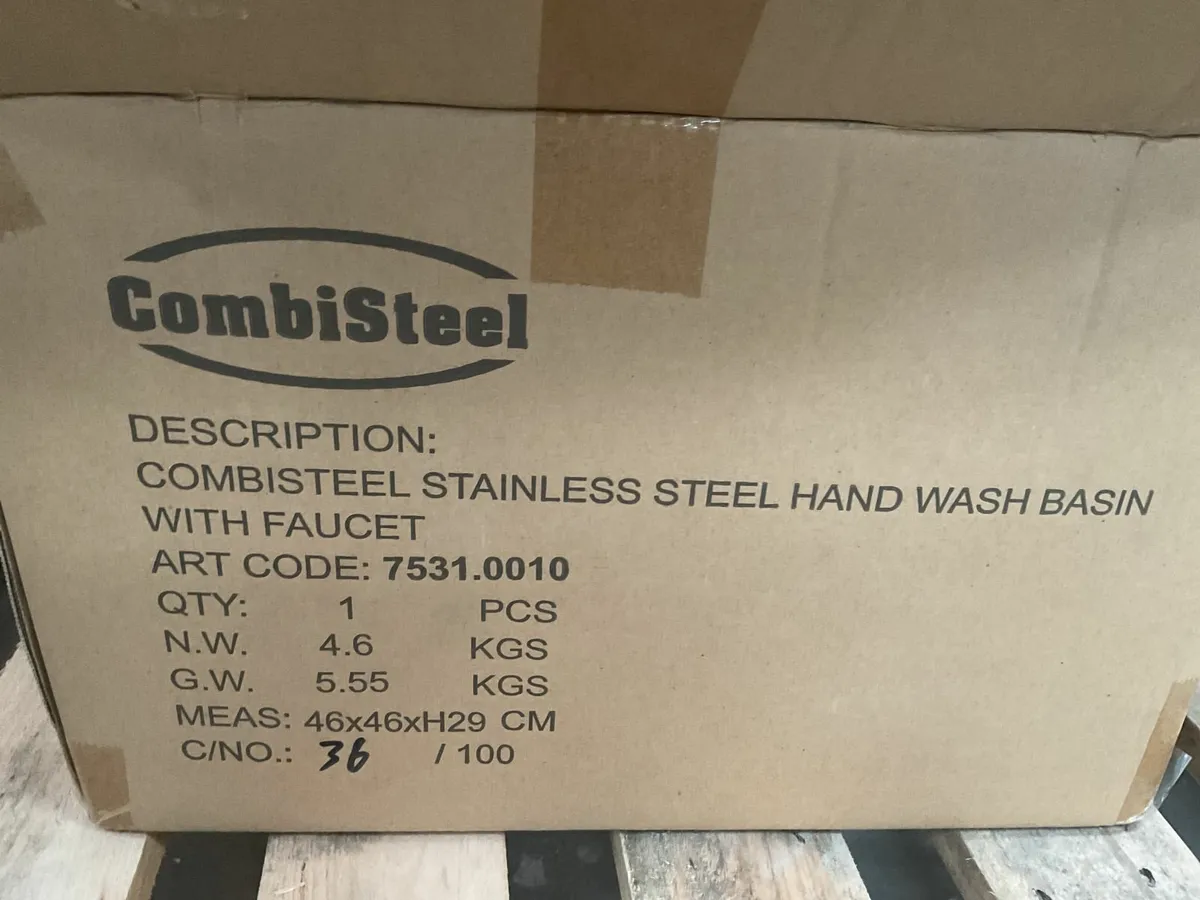 CombiSteel
DESCRIPTION:
COMBISTEEL STAINLESS STEEL HAND WASH BASIN
WITH FAUCET
ART CODE: 7531.0010
QTY: 1 PCS
N.W. 4.6 KGS
G.W. 5.55 KGS
MEAS: 46x46xH29 CM
C/NO.: 36 / 100